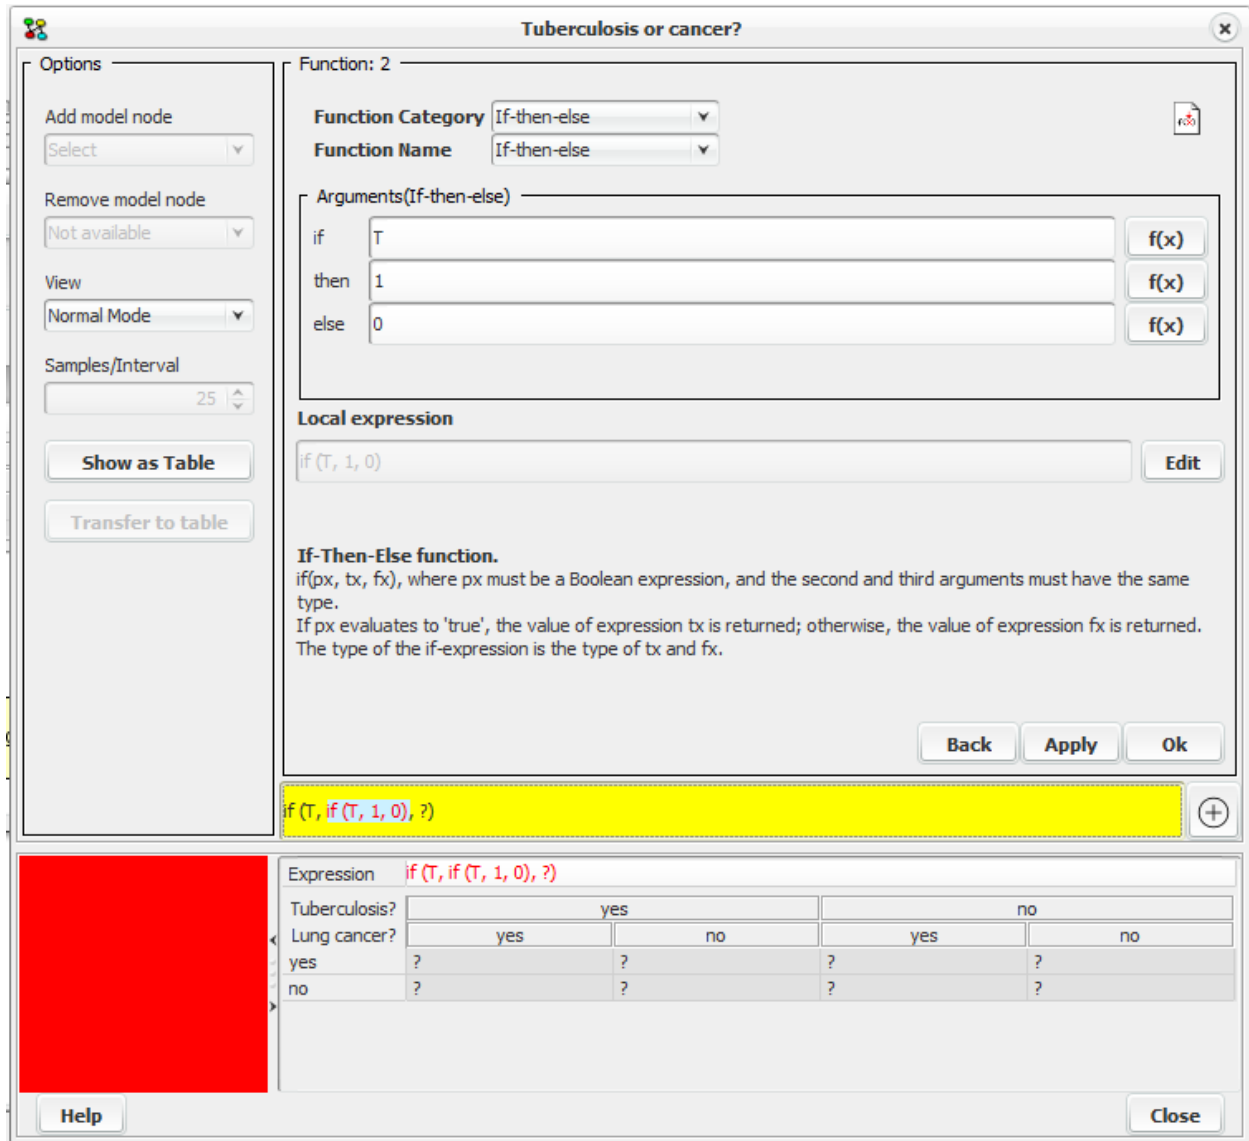 Tuberculosis or cancer?
Options
Add model node
Select
Remove model node
Not available
View
Normal Mode
Samples/Interval
25
Show as Table
Transfer to table
Function: 2
Function Category If-then-else
Function Name If-then-else
Arguments(If-then-else)
if T f(x)
then 1 f(x)
else 0 f(x)
Local expression
if (T, 1, 0) Edit
If-Then-Else function.
if(px, tx, fx), where px must be a Boolean expression, and the second and third arguments must have the same
type.
If px evaluates to 'true', the value of expression tx is returned; otherwise, the value of expression fx is returned.
The type of the if-expression is the type of tx and fx.
Back Apply Ok
if (T, if (T, 1, 0), ?)
Expression if (T, if (T, 1, 0), ?)
Tuberculosis? yes no
Lung cancer? yes no yes no
yes ? ? ? ?
no ? ? ? ?
Help Close